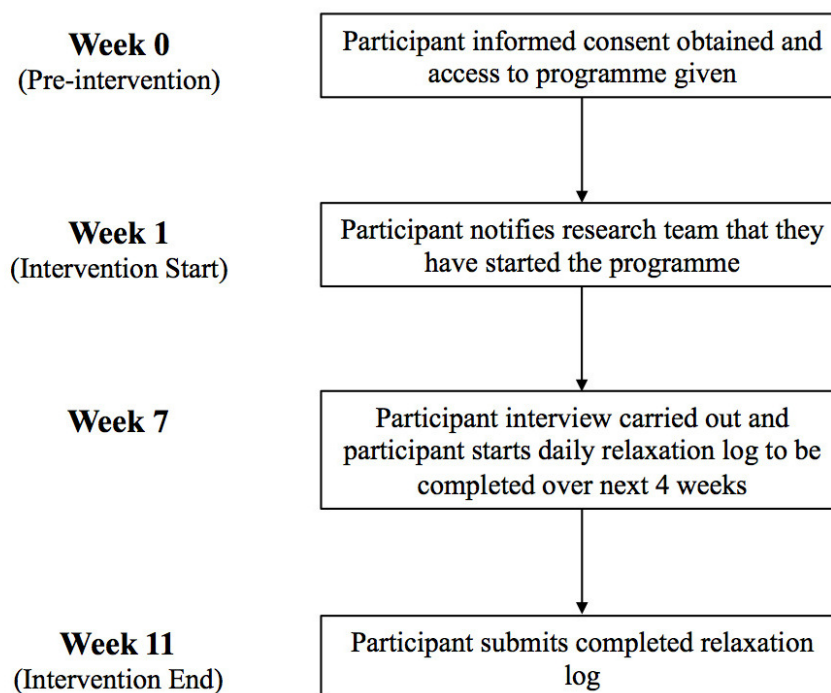 Week 0
(Pre-intervention)
Participant informed consent obtained and
access to programme given
Week 1
(Intervention Start)
Participant notifies research team that they
have started the programme
Week 7
Participant interview carried out and
participant starts daily relaxation log to be
completed over next 4 weeks
Week 11
(Intervention End)
Participant submits completed relaxation
log